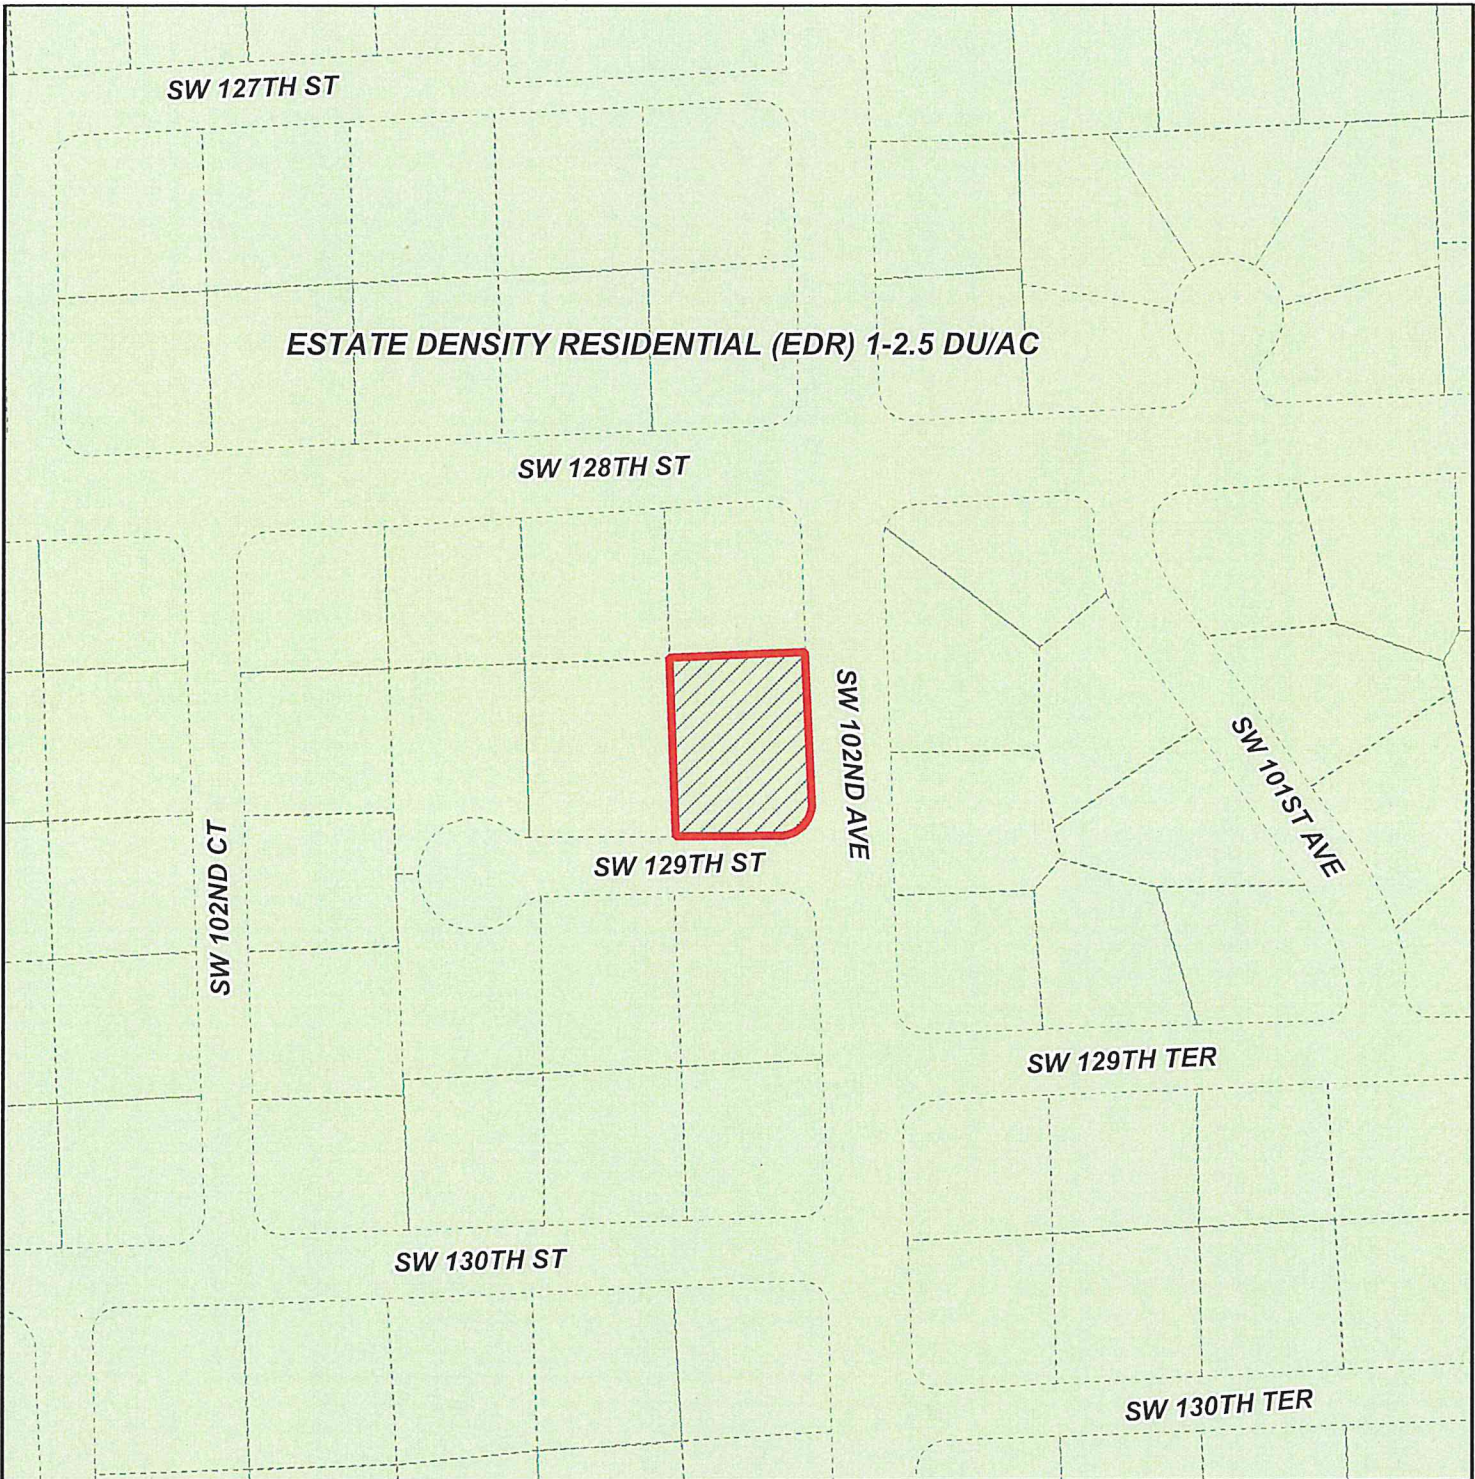 SW 127TH ST
ESTATE DENSITY RESIDENTIAL (EDR) 1-2.5 DU/AC
SW 128TH ST
SW 102ND AVE
SW 101ST AVE
SW 129TH ST
SW 102ND CT
SW 129TH TER
SW 130TH ST
SW 130TH TER